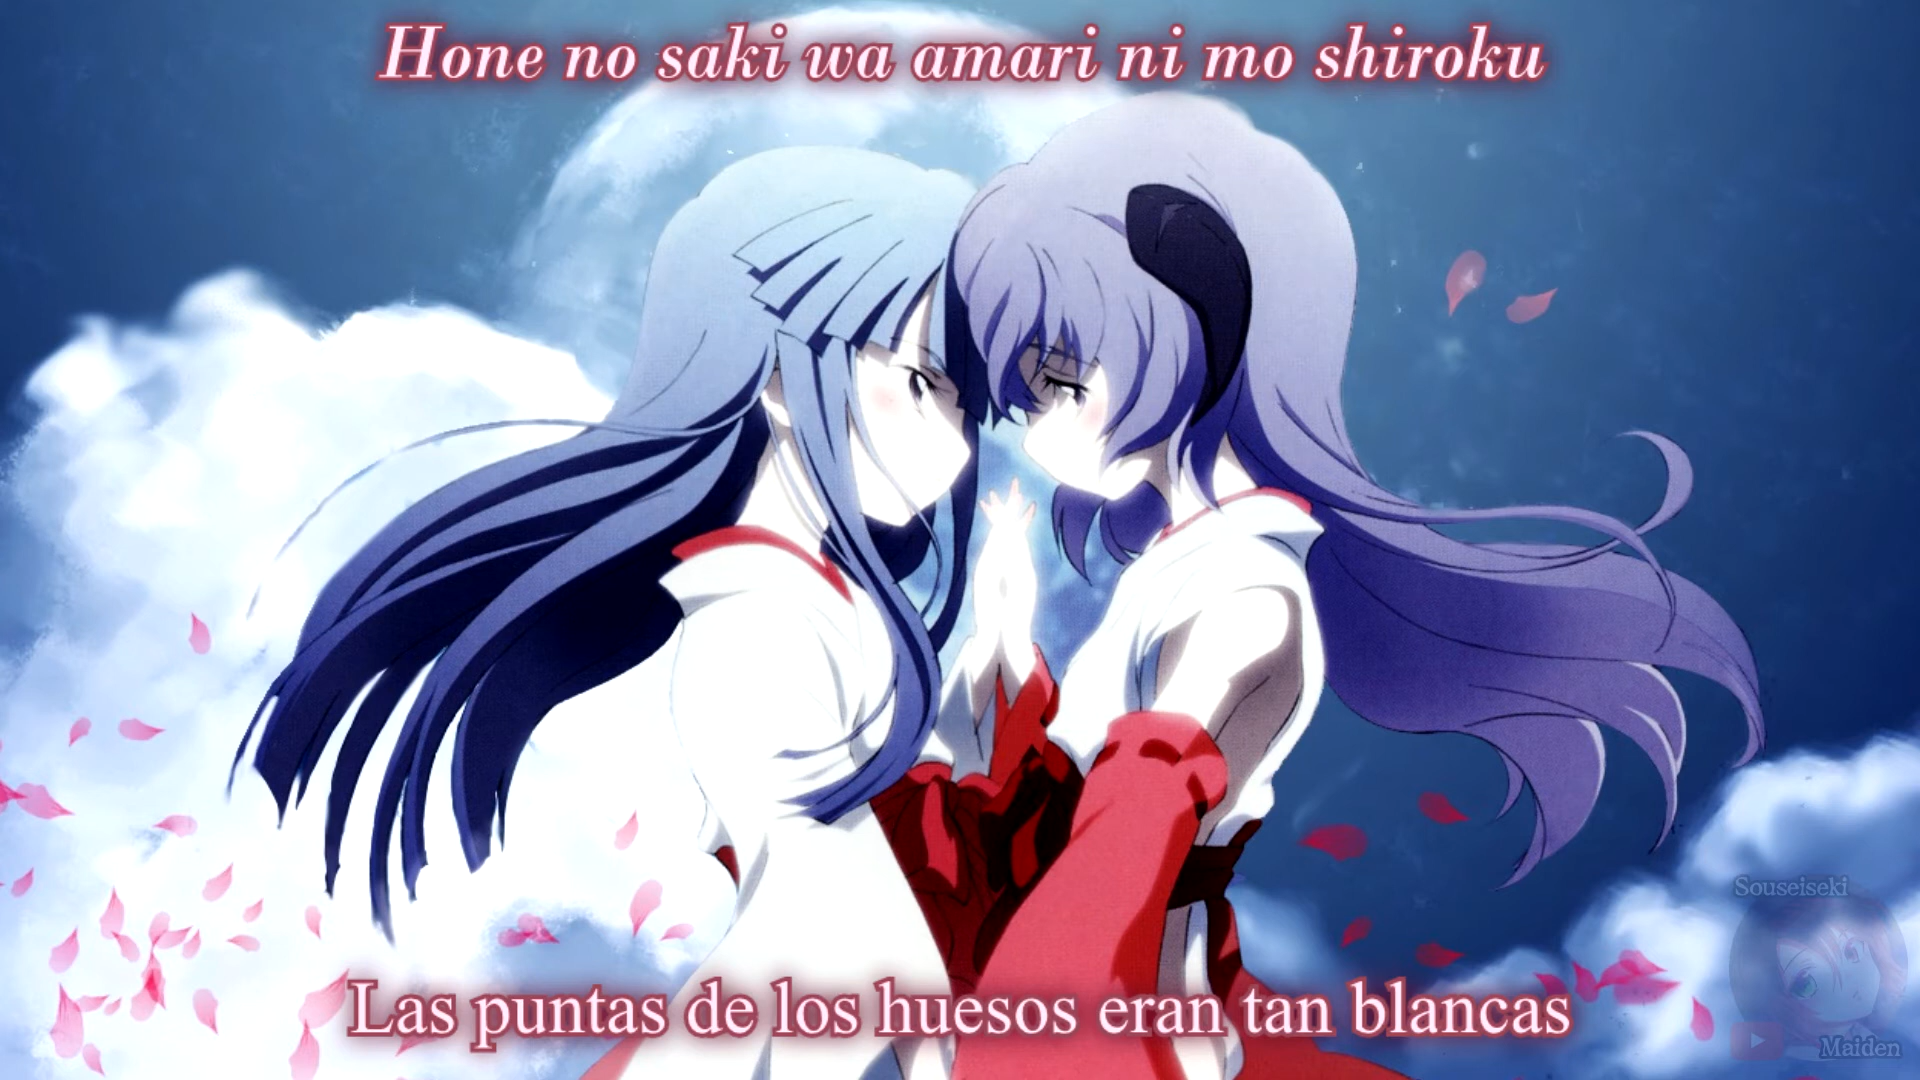 Hone no saki wa amari ni mo shiroku
Souseiseki
Las puntas de los huesos eran tan blancas
Maiden